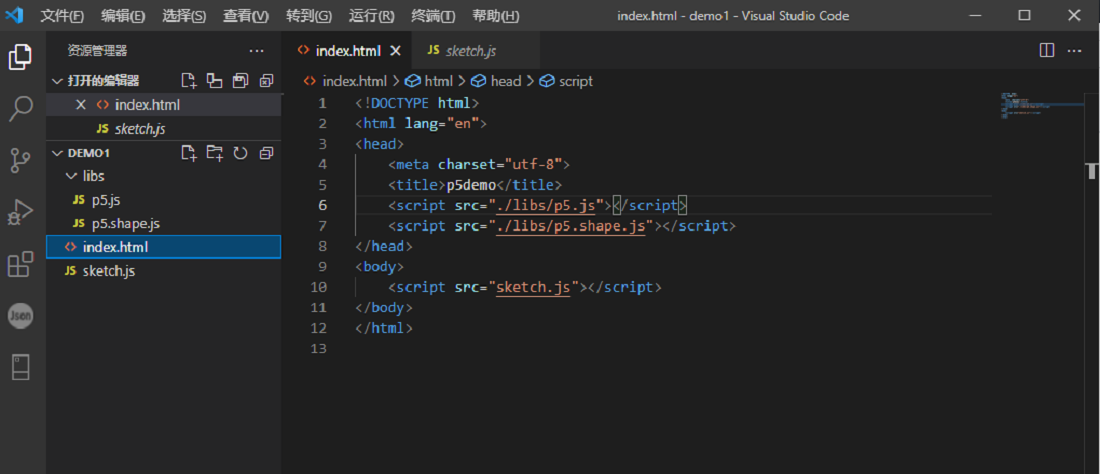 文件(F) 编辑(E) 选择(S) 查看(V) 转到(G) 运行(R) 终端(T) 帮助(H) index.html - demo1 - Visual Studio Code
资源管理器 ···
打开的编辑器
index.html
JS sketch.js
DEMO1
libs
JS p5.js
JS p5.shape.js
index.html
JS sketch.js
Json
index.html JS sketch.js ···
index.html > html > head > script
1 <!DOCTYPE html>
2 <html lang="en">
3 <head>
4 <meta charset="utf-8">
5 <title>p5demo</title>
6 <script src="./libs/p5.js"></script>
7 <script src="./libs/p5.shape.js"></script>
8 </head>
9 <body>
10 <script src="sketch.js"></script>
11 </body>
12 </html>
13